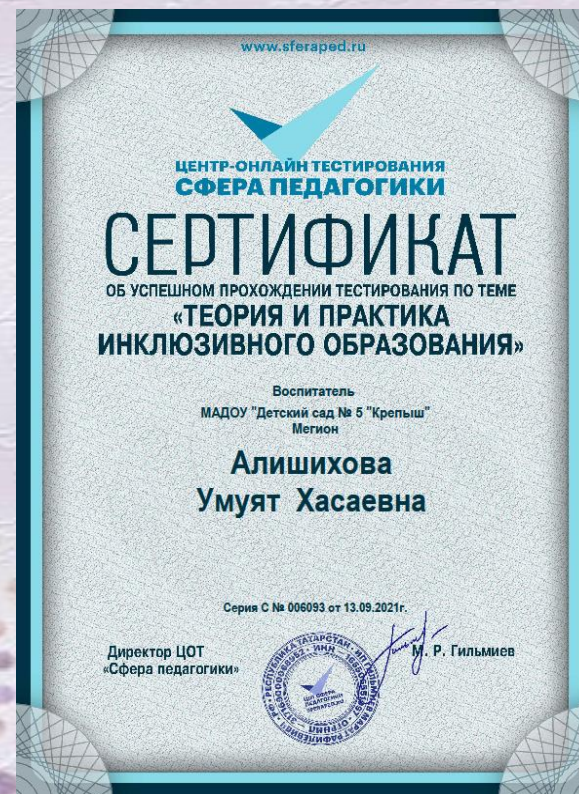 www.sferaped.ru
ЦЕНТР-ОНЛАЙН ТЕСТИРОВАНИЯ
СФЕРА ПЕДАГОГИКИ
СЕРТИФИКАТ
ОБ УСПЕШНОМ ПРОХОЖДЕНИИ ТЕСТИРОВАНИЯ ПО ТЕМЕ
«ТЕОРИЯ И ПРАКТИКА
ИНКЛЮЗИВНОГО ОБРАЗОВАНИЯ»
Воспитатель
МАДОУ "Детский сад № 5 "Крепыш"
Мегион
Алишихова
Умуят Хасаевна
Серия С № 006093 от 13.09.2021г.
Директор ЦОТ
«Сфера педагогики»
М. Р. Гильмиев